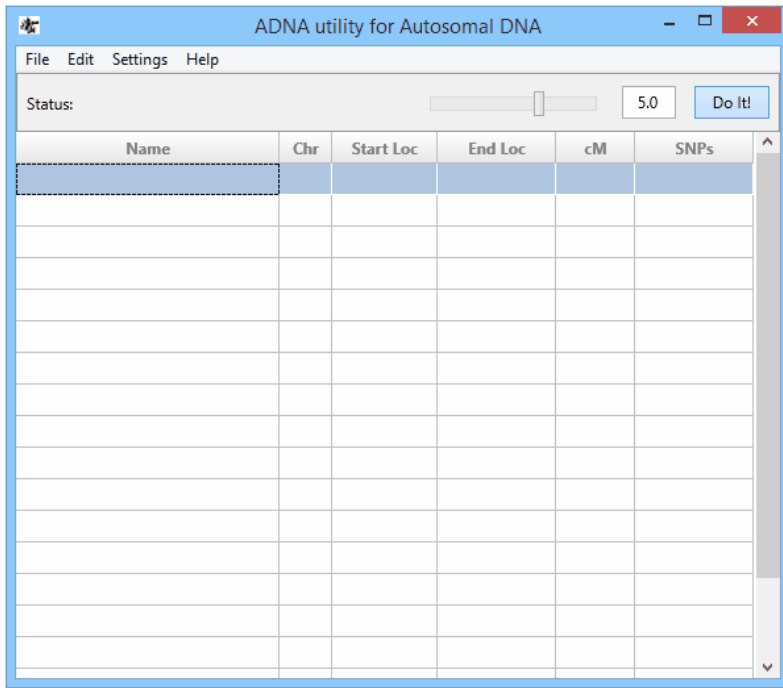 ADNA utility for Autosomal DNA
File Edit Settings Help
Status: 5.0 Do It!
Name Chr Start Loc End Loc cM SNPs